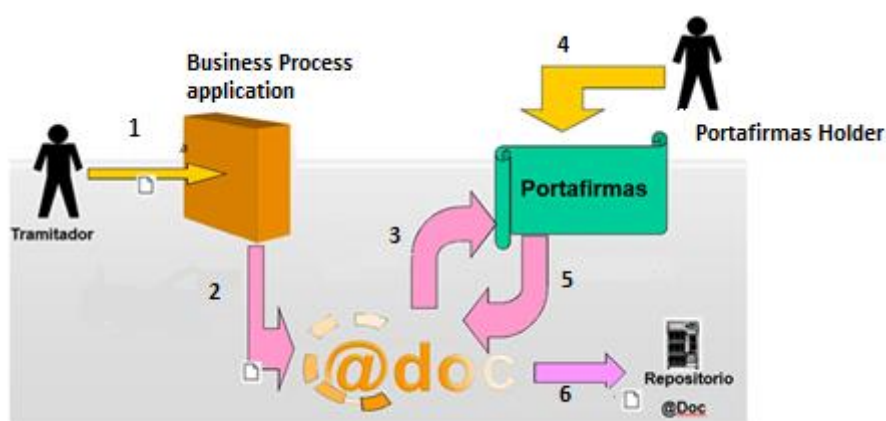 Business Process
application
4
1
Portafirmas Holder
Portafirmas
Tramitador
3
2
5
@doc
6
Repositorio
@Doc